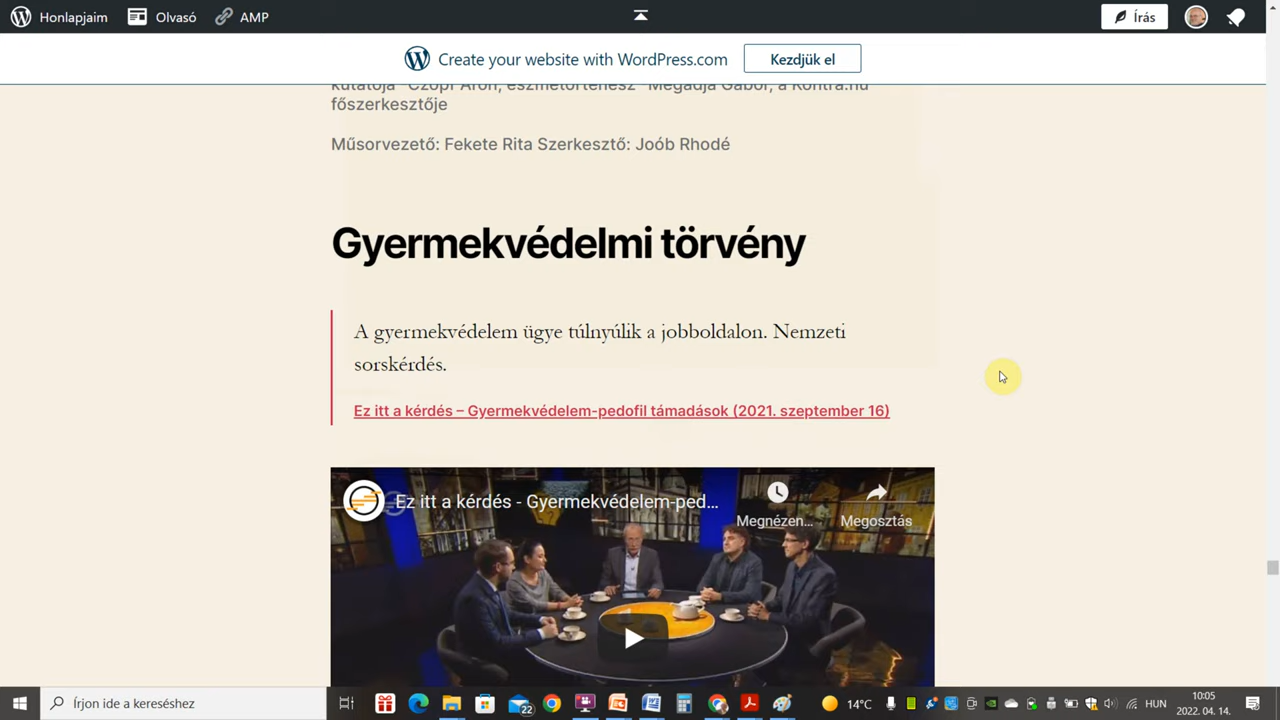 Honlapjaim Olvasó AMP Írás
Create your website with WordPress.com Kezdjük el
kutatója Czopf Áron, eszmetörténész Megadja Gábor, a Kontra.hu
főszerkesztője
Műsorvezető: Fekete Rita Szerkesztő: Joób Rhodé
Gyermekvédelmi törvény
A gyermekvédelem ügye túlnyúlik a jobboldalon. Nemzeti
sorskérdés.
Ez itt a kérdés – Gyermekvédelem-pedofil támadások (2021. szeptember 16)
Ez itt a kérdés - Gyermekvédelem-ped...
Megnézen... Megosztás
Írjon ide a kereséshez
22
14°C
HUN
10:05
2022. 04. 14.